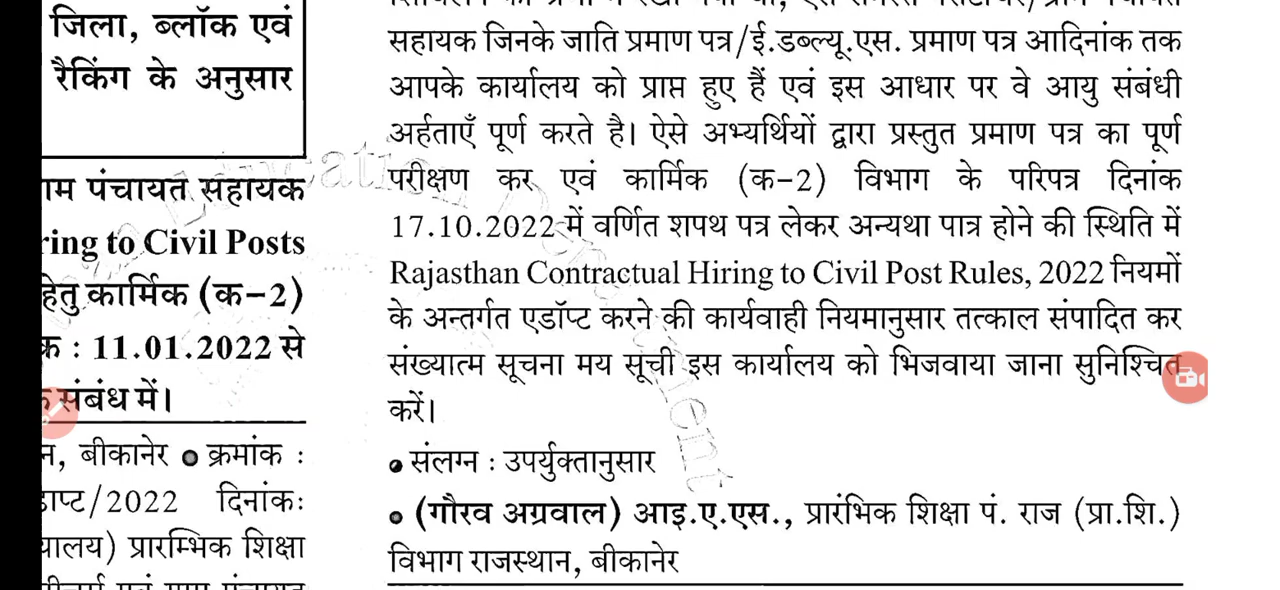 जिला, ब्लॉक एवं
रैकिंग के अनुसार
पंचायत सहायक
ring to Civil Posts
हेतु कार्मिक (क-2)
: 11.01.2022 से
संबंध में।
बीकानेर ● क्रमांक :
/2022 दिनांकः
प्रारम्भिक शिक्षा
सहायक जिनके जाति प्रमाण पत्र/ई.डब्ल्यू.एस. प्रमाण पत्र आदिनांक तक
आपके कार्यालय को प्राप्त हुए हैं एवं इस आधार पर वे आयु संबंधी
अर्हताएँ पूर्ण करते है। ऐसे अभ्यर्थियों द्वारा प्रस्तुत प्रमाण पत्र का पूर्ण
परीक्षण कर एवं कार्मिक (क-2) विभाग के परिपत्र दिनांक
17.10.2022 में वर्णित शपथ पत्र लेकर अन्यथा पात्र होने की स्थिति में
Rajasthan Contractual Hiring to Civil Post Rules, 2022 नियमों
के अन्तर्गत एडॉप्ट करने की कार्यवाही नियमानुसार तत्काल संपादित कर
संख्यात्म सूचना मय सूची इस कार्यालय को भिजवाया जाना सुनिश्चित
करें।
● संलग्न : उपर्युक्तानुसार
● (गौरव अग्रवाल) आइ.ए.एस., प्रारंभिक शिक्षा पं. राज (प्रा.शि.)
विभाग राजस्थान, बीकानेर